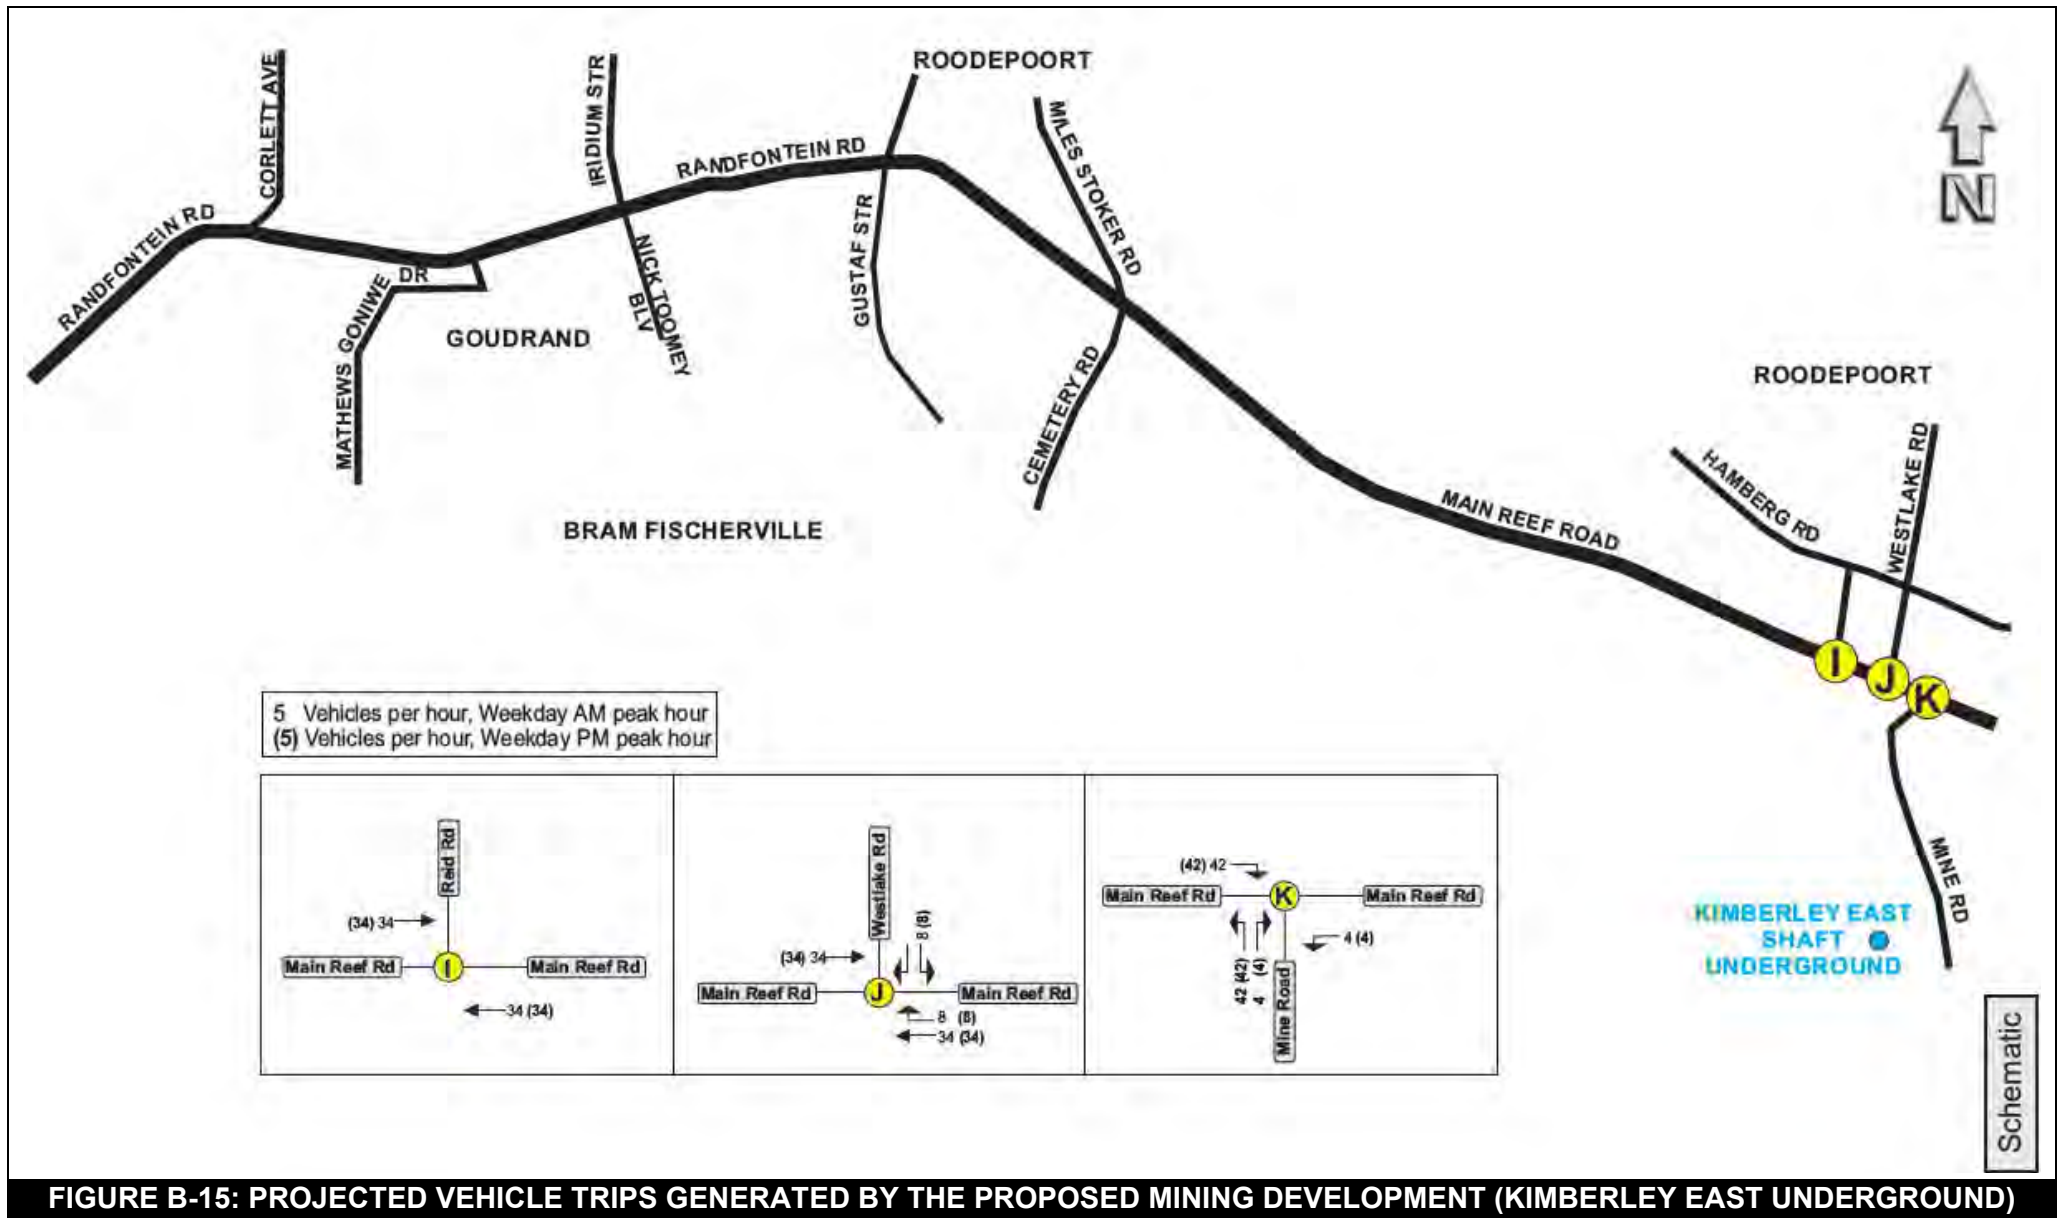 ROODEPOORT
CORLETT AVE
IRIDIUM STR
RANDFONTEIN RD
MILES STOKER RD
N
RANDFONTEIN RD
GUSTAF STR
NICK TOOMEY
BLV
MATHEWS GONIWE DR
GOUDRAND
CEMETERY RD
ROODEPOORT
BRAM FISCHERVILLE
MAIN REEF ROAD
HAMBERG RD
WESTLAKE RD
I
J
K
MINE RD
KIMBERLEY EAST
SHAFT
UNDERGROUND
5 Vehicles per hour, Weekday AM peak hour
(5) Vehicles per hour, Weekday PM peak hour
Reid Rd
(34) 34
Main Reef Rd
I
Main Reef Rd
34 (34)
Westlake Rd
8 (8)
(34) 34
Main Reef Rd
J
Main Reef Rd
8 (8)
34 (34)
(42) 42
Main Reef Rd
K
Main Reef Rd
4 (4)
42 (42)
4 (4)
Mine Road
Schematic
FIGURE B-15: PROJECTED VEHICLE TRIPS GENERATED BY THE PROPOSED MINING DEVELOPMENT (KIMBERLEY EAST UNDERGROUND)